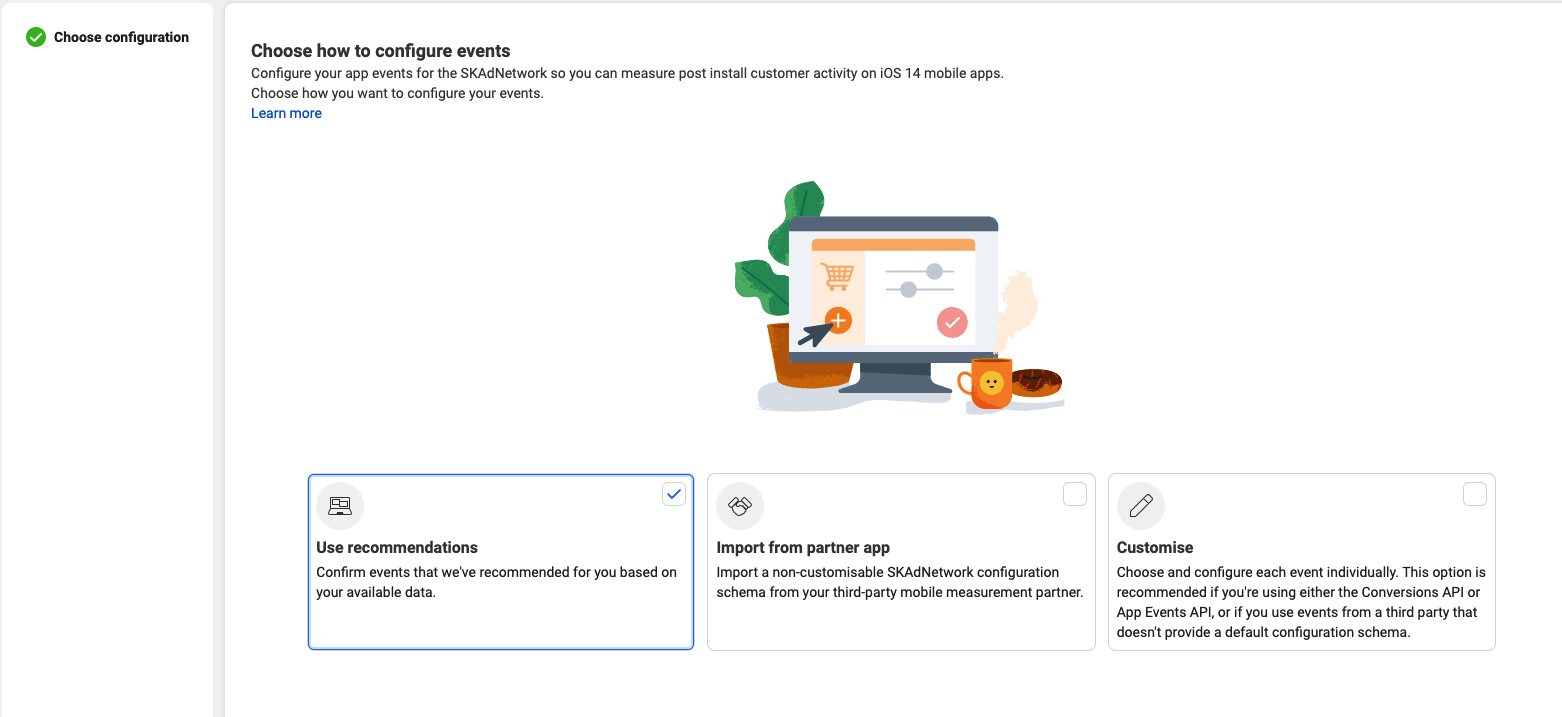 Choose configuration
Choose how to configure events
Configure your app events for the SKAdNetwork so you can measure post install customer activity on iOS 14 mobile apps.
Choose how you want to configure your events.
Learn more
Use recommendations
Confirm events that we've recommended for you based on
your available data.
Import from partner app
Import a non-customisable SKAdNetwork configuration
schema from your third-party mobile measurement partner.
Customise
Choose and configure each event individually. This option is
recommended if you're using either the Conversions API or
App Events API, or if you use events from a third party that
doesn't provide a default configuration schema.